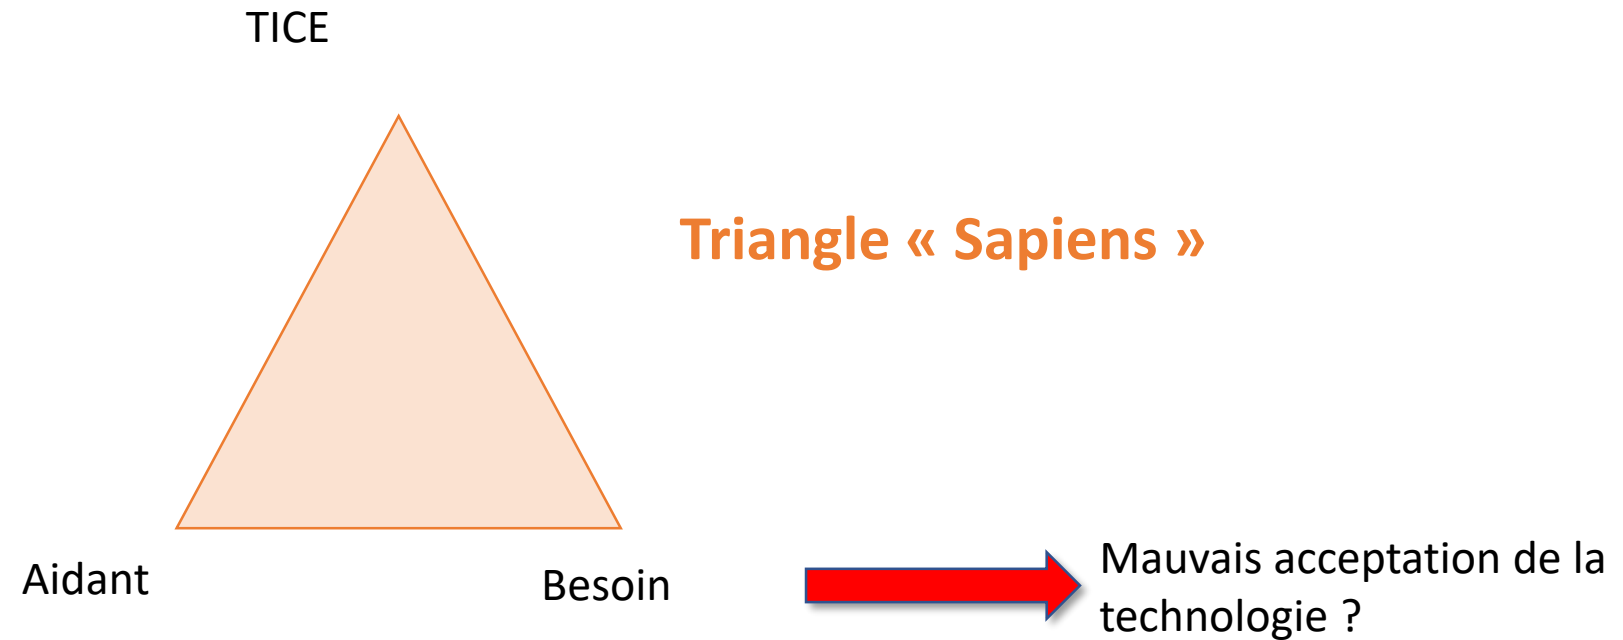 TICE
Triangle « Sapiens »
Aidant
Besoin
Mauvais acceptation de la
technologie ?